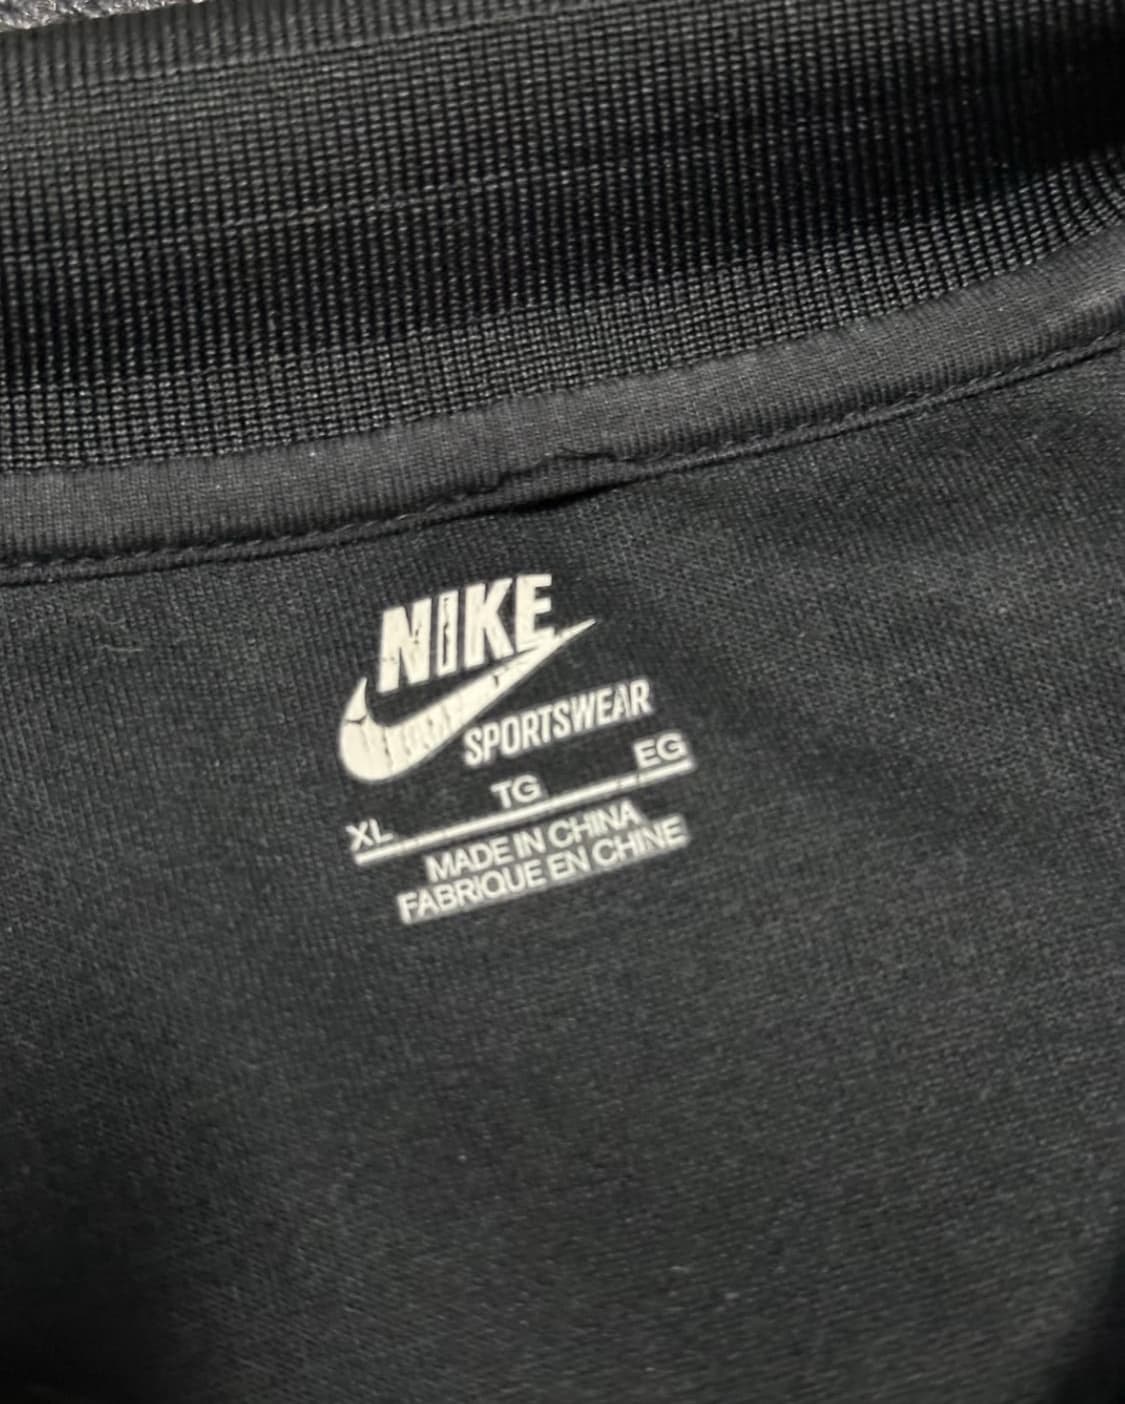 NIKE
SPORTSWEAR
XL TG EG
MADE IN CHINA
FABRIQUE EN CHINE